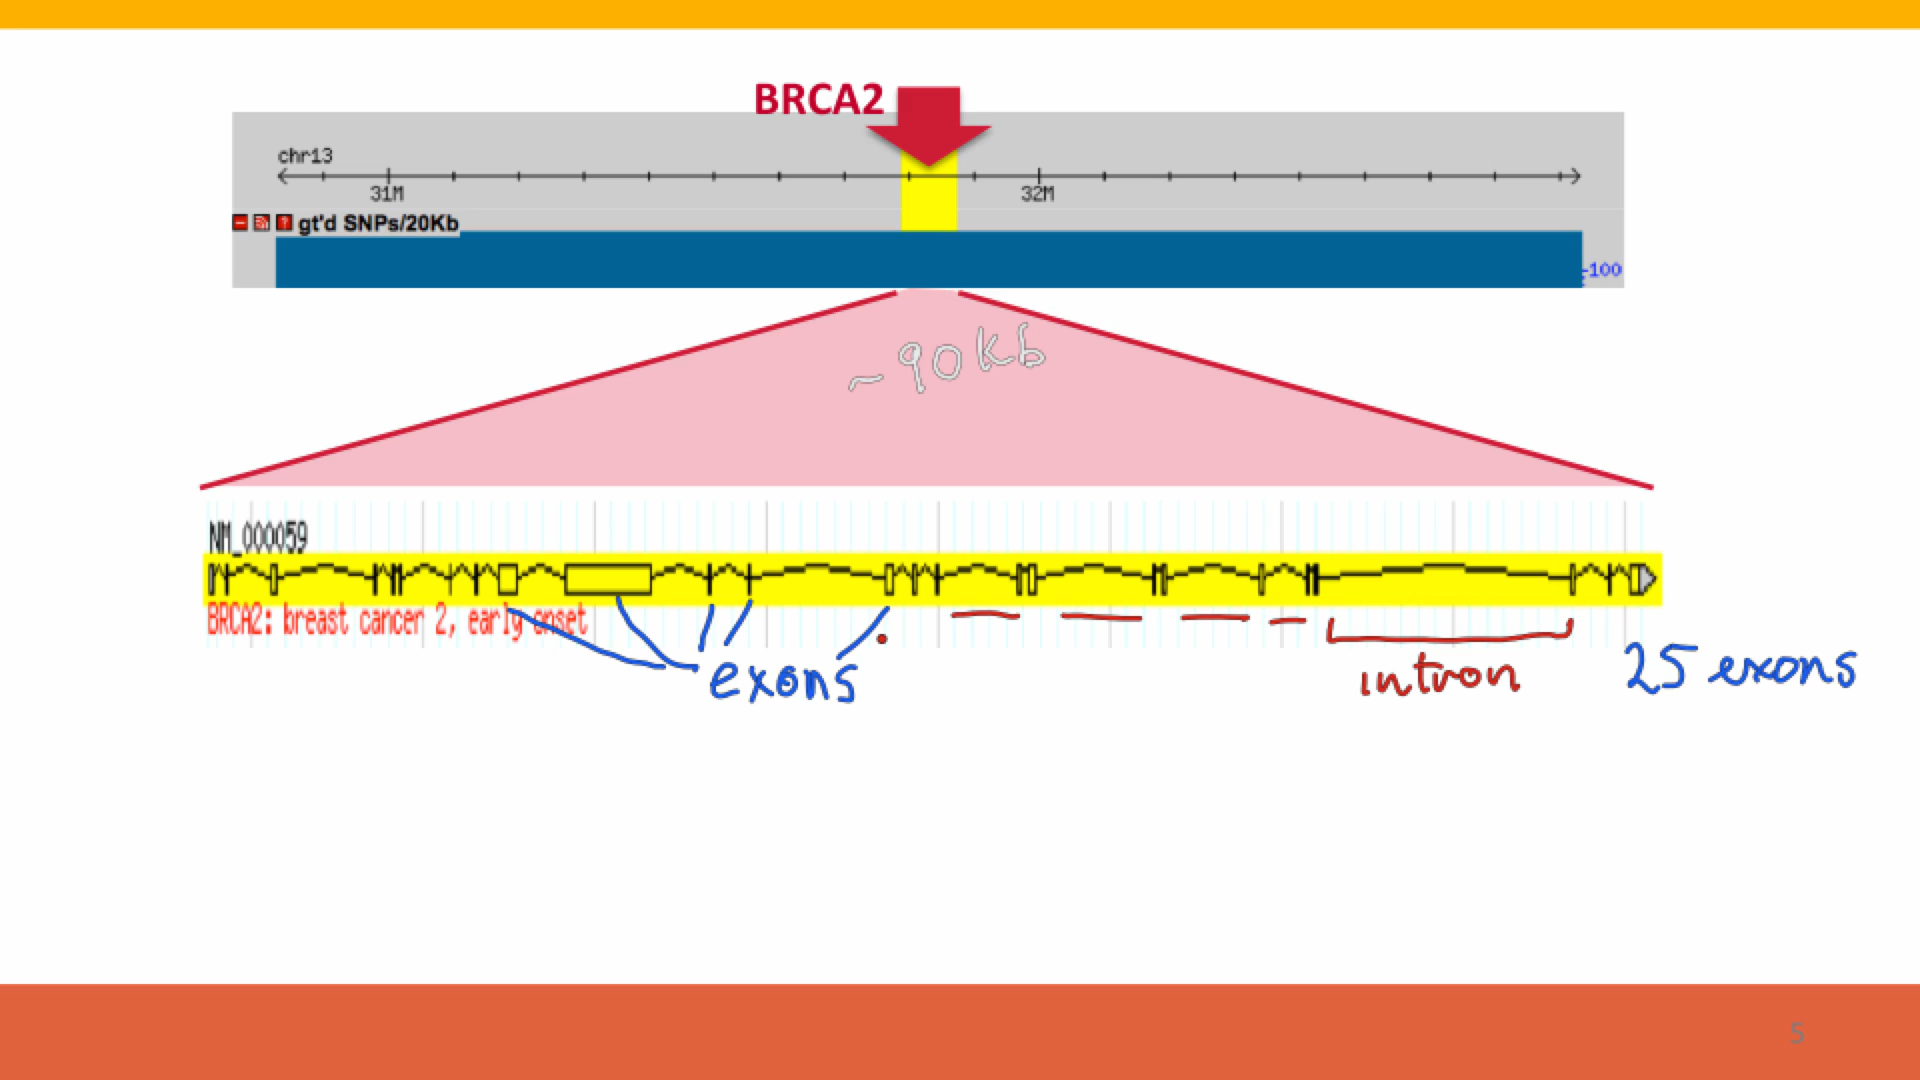 BRCA2
chr13
31M 32M
gt'd SNPs/20Kb
100
~90Kb
NM_000059
BRCA2: breast cancer 2, early onset
exons
intron
25 exons
5